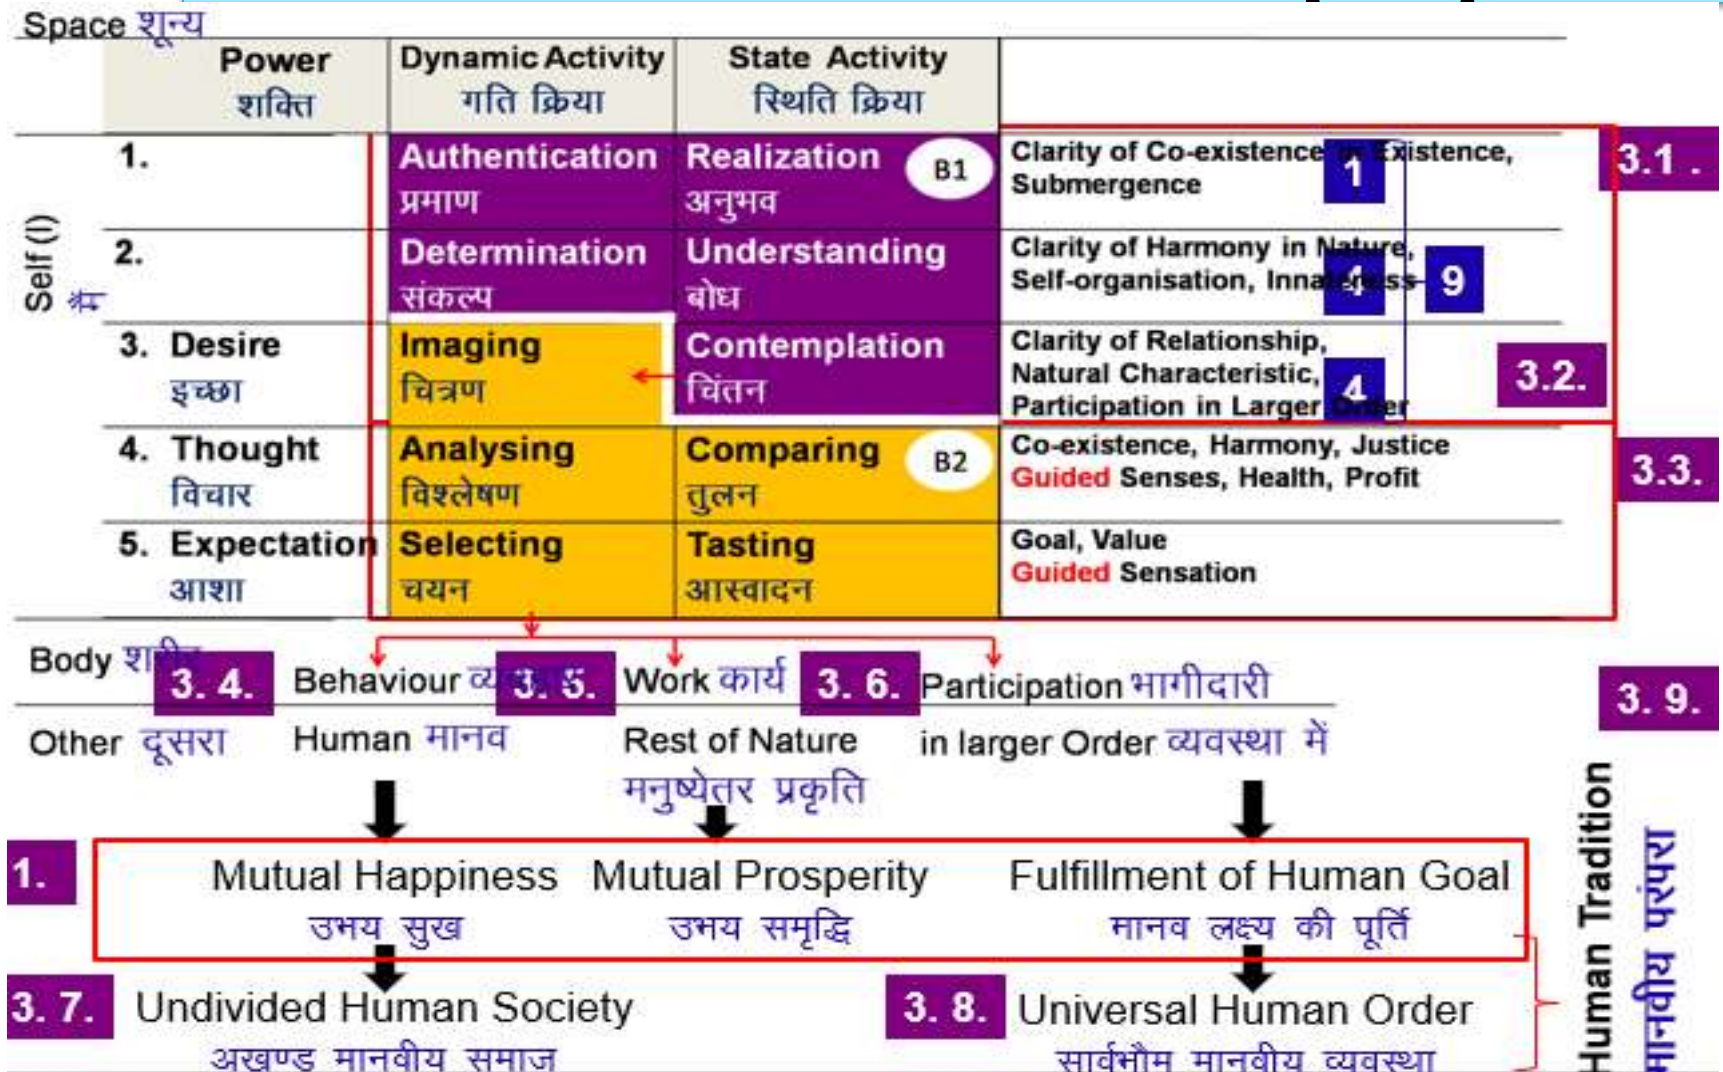 Space शून्य
Power Dynamic Activity State Activity
शक्ति गति क्रिया स्थिति क्रिया
Self (I)
मैं
1. Authentication Realization B1 Clarity of Co-existence in Existence, 1 3.1 .
प्रमाण अनुभव Submergence
2. Determination Understanding Clarity of Harmony in Nature,
संकल्प बोध Self-organisation, Innateness 4 9
3. Desire Imaging Contemplation Clarity of Relationship,
इच्छा चित्रण चिंतन Natural Characteristic, 4 3.2.
Participation in Larger Order
4. Thought Analysing Comparing B2 Co-existence, Harmony, Justice 3.3.
विचार विश्लेषण तुलन Guided Senses, Health, Profit
5. Expectation Selecting Tasting Goal, Value
आशा चयन आस्वादन Guided Sensation
Body शरीर 3. 4. Behaviour 3. 5. Work कार्य 3. 6. Participation भागीदारी 3. 9.
Other दूसरा Human मानव Rest of Nature in larger Order व्यवस्था में
मनुष्येतर प्रकृति
1. Mutual Happiness Mutual Prosperity Fulfillment of Human Goal
उभय सुख उभय समृद्धि मानव लक्ष्य की पूर्ति
3. 7. Undivided Human Society 3. 8. Universal Human Order
अखण्ड मानवीय समाज सार्वभौम मानवीय व्यवस्था
Human Tradition
मानवीय परंपरा